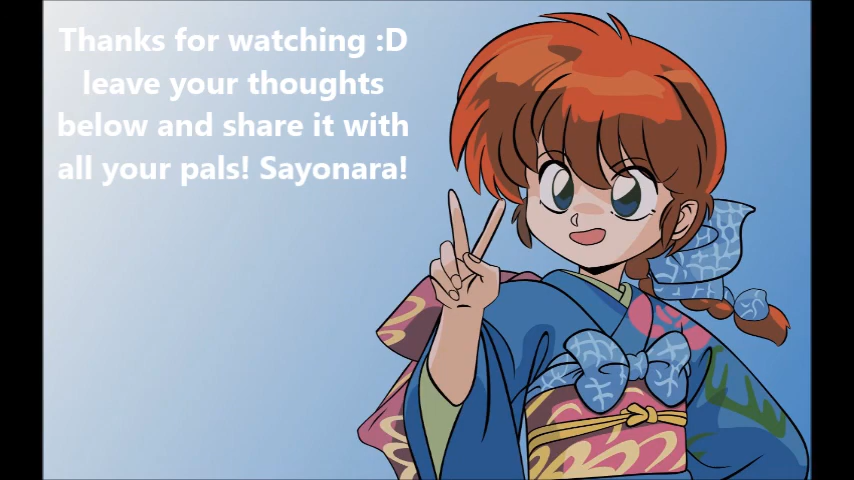 Thanks for watching :D
leave your thoughts
below and share it with
all your pals! Sayonara!